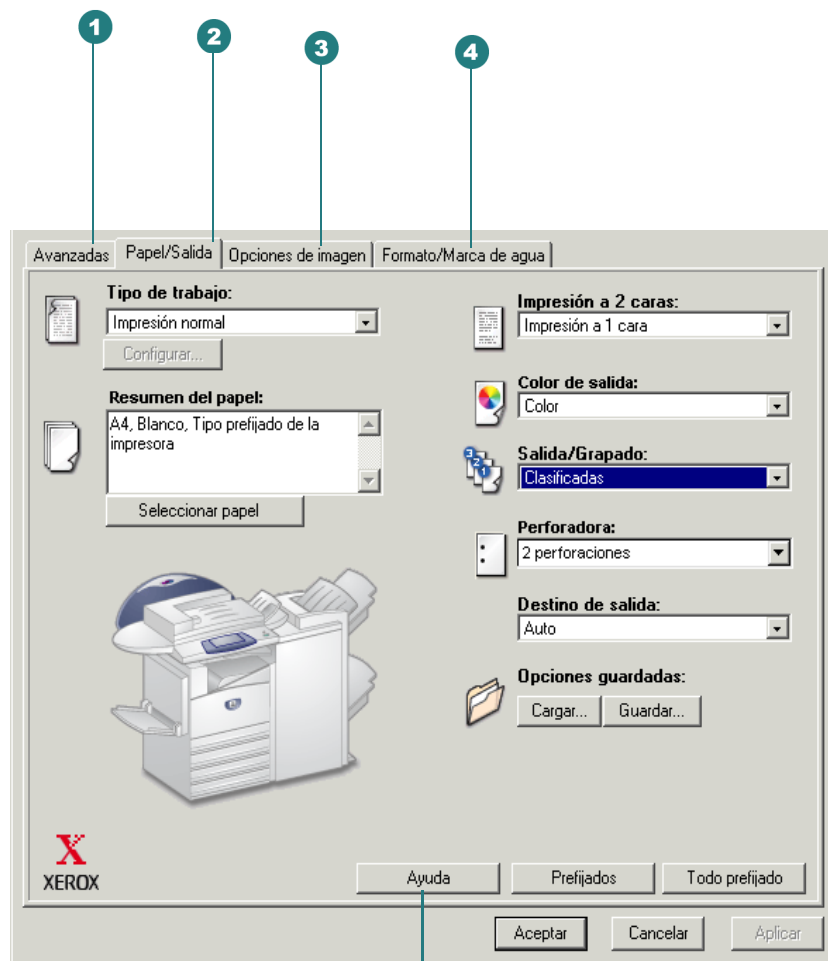 1
2
3
4
Avanzadas
Papel/Salida
Opciones de imagen
Formato/Marca de agua
Tipo de trabajo:
Impresión normal
Configurar...
Resumen del papel:
A4, Blanco, Tipo prefijado de la
impresora
Seleccionar papel
Impresión a 2 caras:
Impresión a 1 cara
Color de salida:
Color
3
2
1
Salida/Grapado:
Clasificadas
Perforadora:
2 perforaciones
Destino de salida:
Auto
Opciones guardadas:
Cargar...
Guardar...
X
XEROX
Ayuda
Prefijados
Todo prefijado
Aceptar
Cancelar
Aplicar